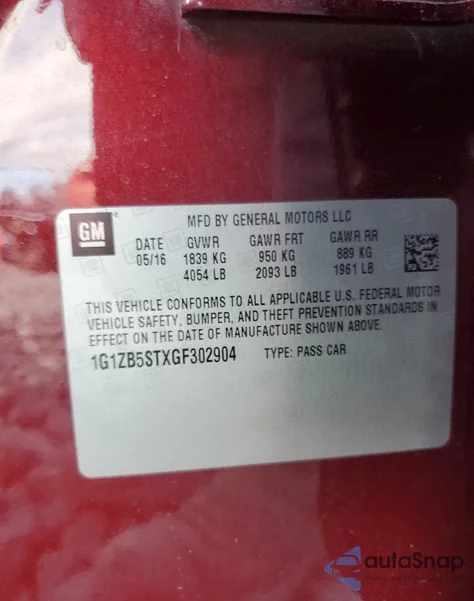 GM
MFD BY GENERAL MOTORS LLC
DATE GVWR GAWR FRT GAWR RR
05/16 1839 KG 950 KG 889 KG
4054 LB 2093 LB 1961 LB
THIS VEHICLE CONFORMS TO ALL APPLICABLE U.S. FEDERAL MOTOR
VEHICLE SAFETY, BUMPER, AND THEFT PREVENTION STANDARDS IN
EFFECT ON THE DATE OF MANUFACTURE SHOWN ABOVE.
1G1ZB5STXGF302904 TYPE: PASS CAR
autaSnap